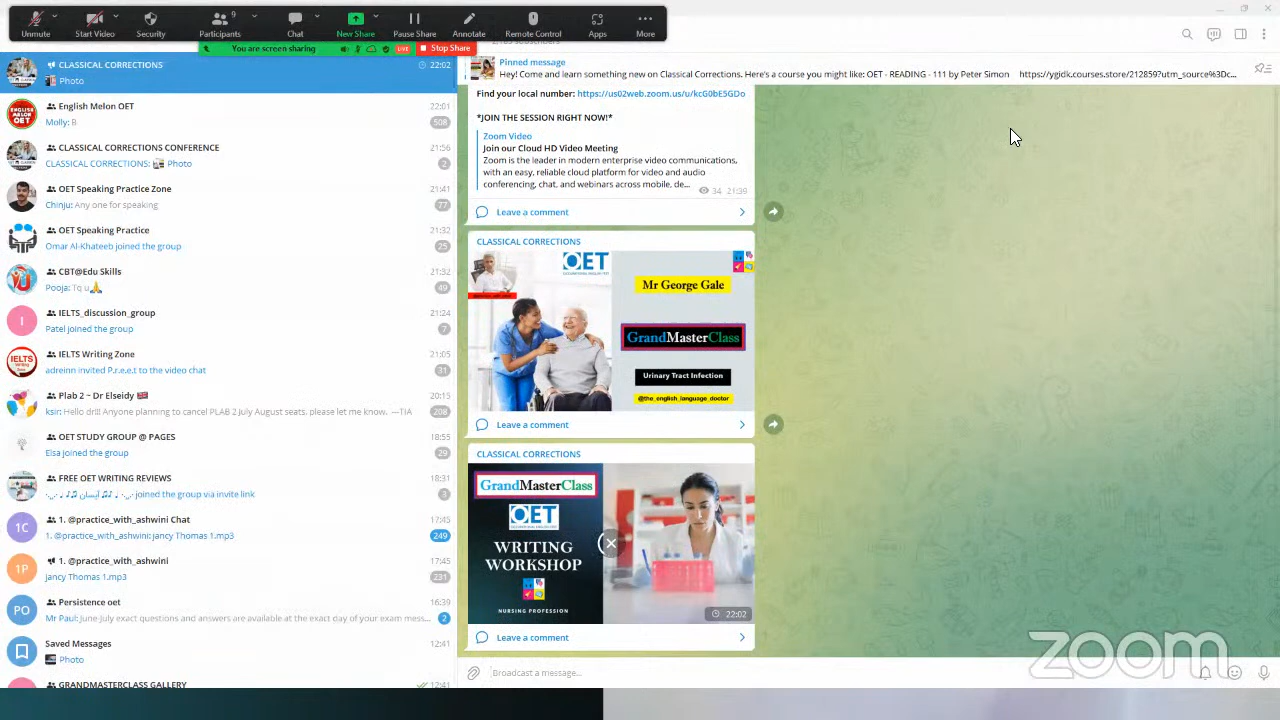 Unmute
Start Video
Security
Participants
9
Chat
New Share
Pause Share
Annotate
Remote Control
Apps
More
You are screen sharing
LIVE
Stop Share
CLASSICAL CORRECTIONS
22:02
Photo
English Melon OET
22:01
Molly: B
508
CLASSICAL CORRECTIONS CONFERENCE
21:56
CLASSICAL CORRECTIONS: Photo
2
OET Speaking Practice Zone
21:41
Chinju: Any one for speaking
77
OET Speaking Practice
21:32
Omar Al-Khateeb joined the group
25
CBT@Edu Skills
21:32
Pooja: Tq u🙏
49
I
IELTS_discussion_group
21:24
Patel joined the group
7
IELTS Writing Zone
21:05
adreinn invited P.r.e.e.t to the video chat
31
Plab 2 ~ Dr Elseidy 🇬🇧
20:15
ksir: Hello dr!! Anyone planning to cancel PLAB 2 July August seats, please let me know. —TIA
208
OET STUDY GROUP @ PAGES
18:55
Elsa joined the group
29
FREE OET WRITING REVIEWS
18:31
joined the group via invite link
3
1C
1. @practice_with_ashwini Chat
17:45
1. @practice_with_ashwini: jancy Thomas 1.mp3
249
1P
1. @practice_with_ashwini
17:45
jancy Thomas 1.mp3
231
PO
Persistence oet
16:39
Mr Paul: June-July exact questions and answers are available at the exact day of your exam mess...
2
Saved Messages
12:41
Photo
GRANDMASTERCLASS GALLERY
12:41
Pinned message
Hey! Come and learn something new on Classical Corrections. Here's a course you might like: OET - READING - 111 by Peter Simon https://ygidk.courses.store/212859?utm_source%3Dc...
Find your local number: https://us02web.zoom.us/u/kcG0bE5GDo
*JOIN THE SESSION RIGHT NOW!*
Zoom Video
Join our Cloud HD Video Meeting
Zoom is the leader in modern enterprise video communications,
with an easy, reliable cloud platform for video and audio
conferencing, chat, and webinars across mobile, de...
34 21:39
Leave a comment
CLASSICAL CORRECTIONS
OET
Mr George Gale
GrandMasterClass
Urinary Tract Infection
@the_english_language_doctor
Leave a comment
CLASSICAL CORRECTIONS
GrandMasterClass
OET
WRITING
WORKSHOP
NURSING PROFESSION
22:02
Leave a comment
Broadcast a message...
zoom